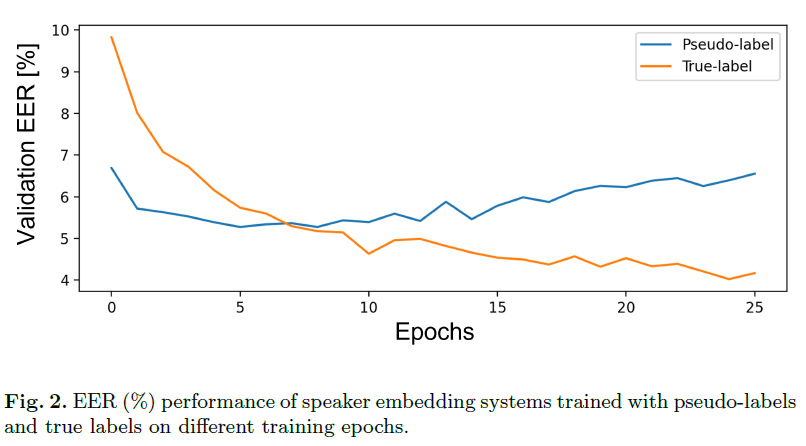 10
9
8
7
6
5
4
Validation EER [%]
Pseudo-label
True-label
0 5 10 15 20 25
Epochs
Fig. 2. EER (%) performance of speaker embedding systems trained with pseudo-labels
and true labels on different training epochs.